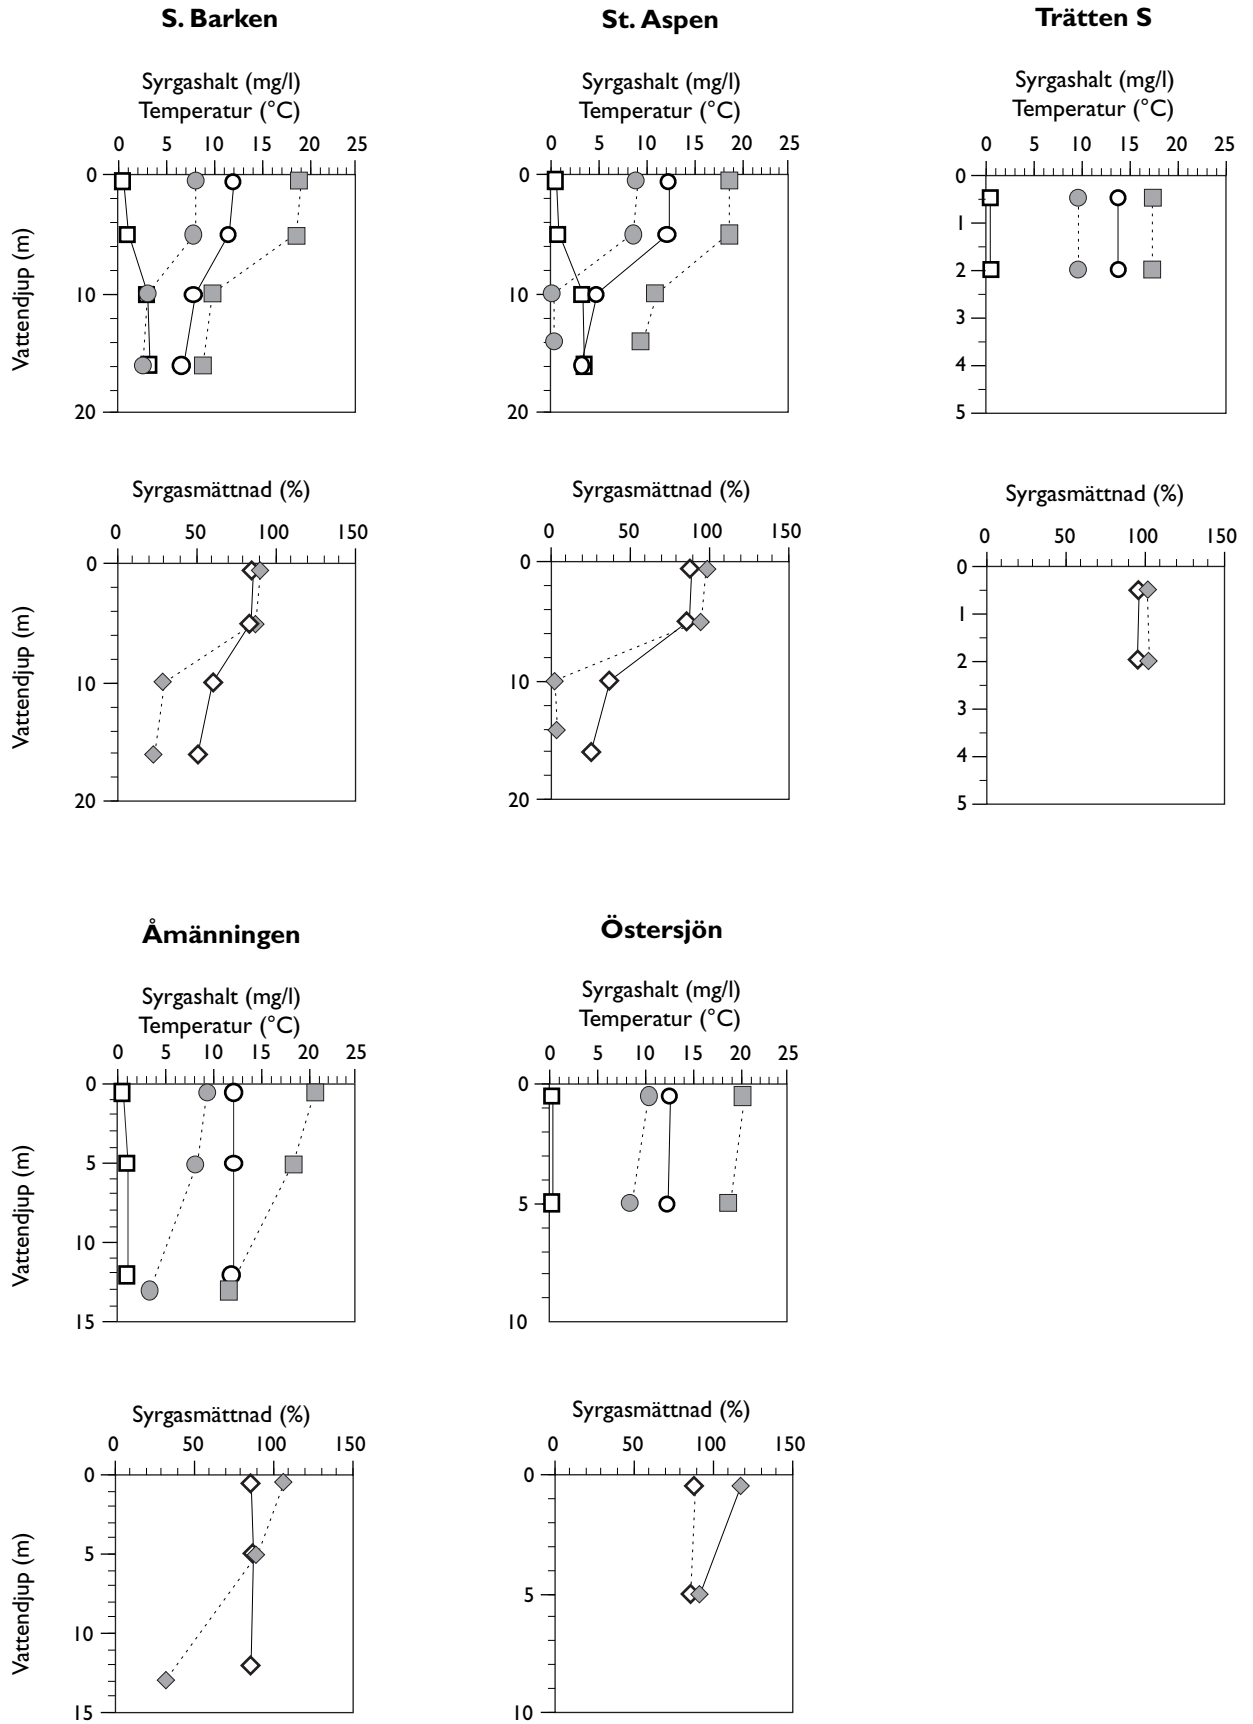 S. Barken
Syrgashalt (mg/l)
Temperatur (°C)
0 5 10 15 20 25
0
10
20
Vattendjup (m)
St. Aspen
Syrgashalt (mg/l)
Temperatur (°C)
0 5 10 15 20 25
0
10
20
Trätten S
Syrgashalt (mg/l)
Temperatur (°C)
0 5 10 15 20 25
0
1
2
3
4
5
Syrgasmättnad (%)
0 50 100 150
0
10
20
Vattendjup (m)
Syrgasmättnad (%)
0 50 100 150
0
10
20
Syrgasmättnad (%)
0 50 100 150
0
1
2
3
4
5
Åmänningen
Syrgashalt (mg/l)
Temperatur (°C)
0 5 10 15 20 25
0
5
10
15
Vattendjup (m)
Östersjön
Syrgashalt (mg/l)
Temperatur (°C)
0 5 10 15 20 25
0
5
10
Syrgasmättnad (%)
0 50 100 150
0
5
10
15
Vattendjup (m)
Syrgasmättnad (%)
0 50 100 150
0
5
10